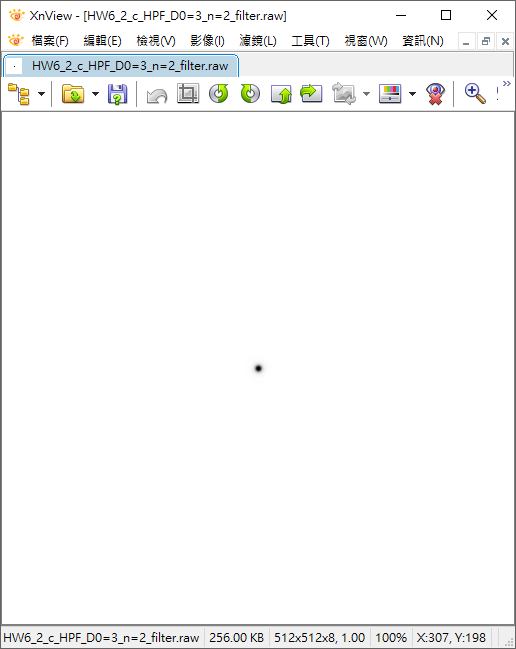 XnView - [HW6_2_c_HPF_D0=3_n=2_filter.raw]
檔案(F) 編輯(E) 檢視(V) 影像(I) 濾鏡(L) 工具(T) 視窗(W) 資訊(N)
HW6_2_c_HPF_D0=3_n=2_filter.raw
HW6_2_c_HPF_D0=3_n=2_filter.raw 256.00 KB 512x512x8, 1.00 100% X:307, Y:198